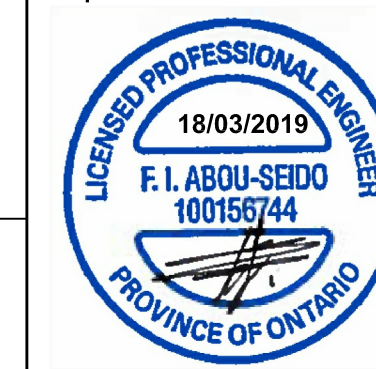 LICENSED PROFESSIONAL ENGINEER
18/03/2019
F. I. ABOU-SEIDO
100156744
PROVINCE OF ONTARIO